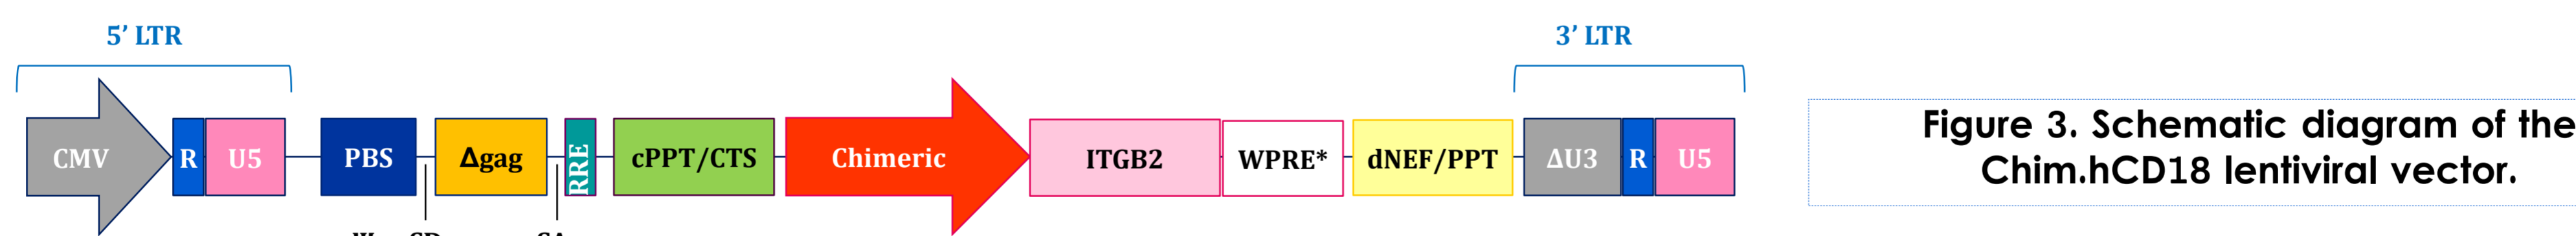 5’ LTR
3’ LTR
CMV R U5 PBS Δgag RRE cPPT/CTS Chimeric ITGB2 WPRE* dNEF/PPT ΔU3 R U5
Figure 3. Schematic diagram of the
Chim.hCD18 lentiviral vector.